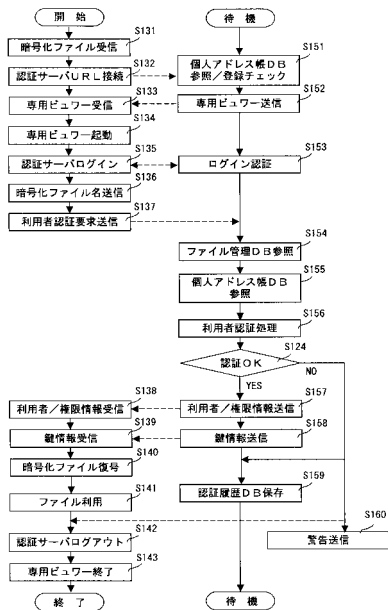 開始
S131
暗号化ファイル受信
S132
認証サーバURL接続
S133
専用ビュワー受信
S134
専用ビュワー起動
S135
認証サーバログイン
S136
暗号化ファイル名送信
S137
利用者認証要求送信
S138
利用者/権限情報受信
S139
鍵情報受信
S140
暗号化ファイル復号
S141
ファイル利用
S142
認証サーバログアウト
S143
専用ビュワー終了
終了
待機
S151
個人アドレス帳DB
参照/登録チェック
S152
専用ビュワー送信
S153
ログイン認証
S154
ファイル管理DB参照
S155
個人アドレス帳DB
参照
S156
利用者認証処理
S124
認証OK
NO
YES
S157
利用者/権限情報送信
S158
鍵情報送信
S159
認証履歴DB保存
S160
警告送信
待機